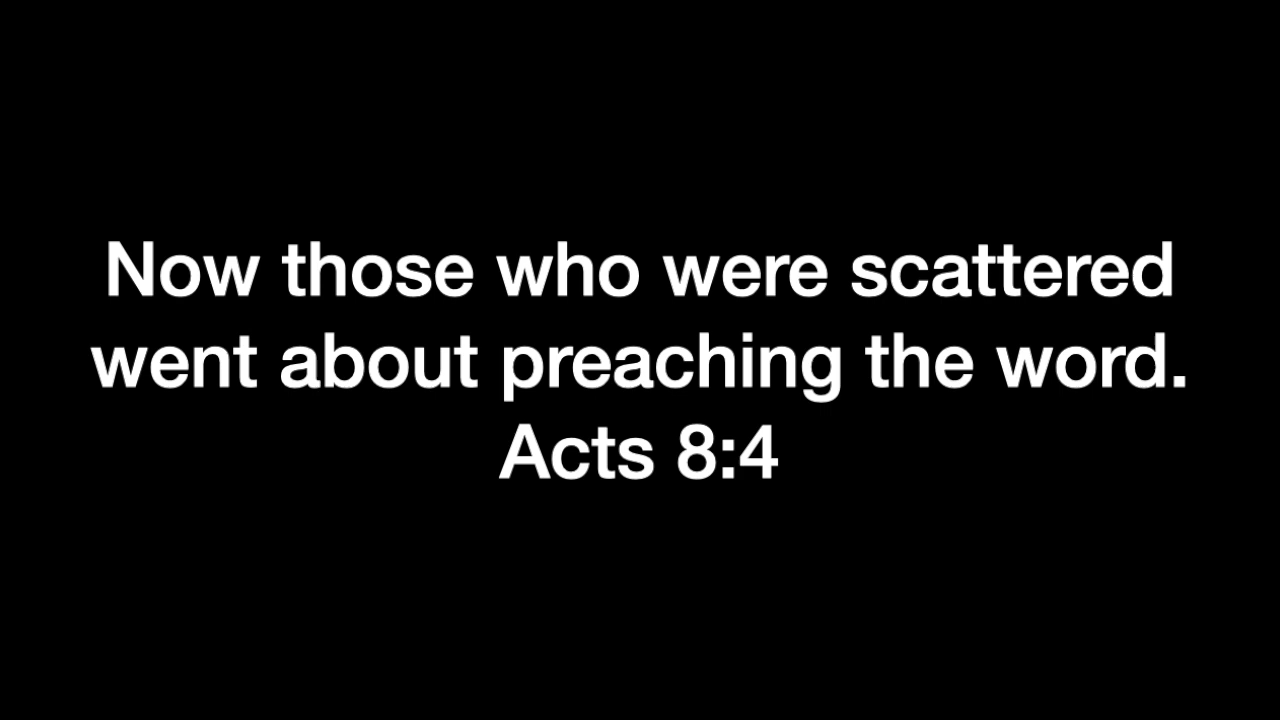 Now those who were scattered
went about preaching the word.
Acts 8:4